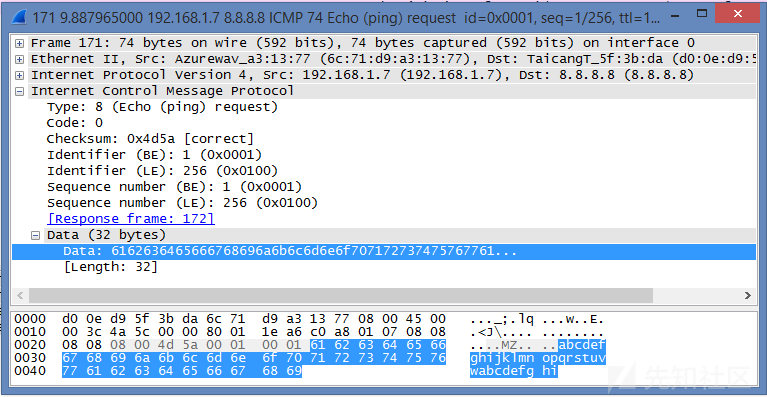 171 9.887965000 192.168.1.7 8.8.8.8 ICMP 74 Echo (ping) request id=0x0001, seq=1/256, ttl=1...
Frame 171: 74 bytes on wire (592 bits), 74 bytes captured (592 bits) on interface 0
Ethernet II, Src: Azurewav_a3:13:77 (6c:71:d9:a3:13:77), Dst: TaicangT_5f:3b:da (d0:0e:d9:5
Internet Protocol Version 4, Src: 192.168.1.7 (192.168.1.7), Dst: 8.8.8.8 (8.8.8.8)
Internet Control Message Protocol
Type: 8 (Echo (ping) request)
Code: 0
Checksum: 0x4d5a [correct]
Identifier (BE): 1 (0x0001)
Identifier (LE): 256 (0x0100)
Sequence number (BE): 1 (0x0001)
Sequence number (LE): 256 (0x0100)
[Response frame: 172]
Data (32 bytes)
Data: 6162636465666768696a6b6c6d6e6f707172737475767761...
[Length: 32]
0000 d0 0e d9 5f 3b da 6c 71 d9 a3 13 77 08 00 45 00 ..._;.lq ...w..E.
0010 00 3c 4a 5c 00 00 80 01 1e a6 c0 a8 01 07 08 08 .<J\.... ........
0020 08 08 08 00 4d 5a 00 01 00 01 61 62 63 64 65 66 ....MZ.. ..abcdef
0030 67 68 69 6a 6b 6c 6d 6e 6f 70 71 72 73 74 75 76 ghijklmn opqrstuv
0040 77 61 62 63 64 65 66 67 68 69 wabcdefg hi
先知社区